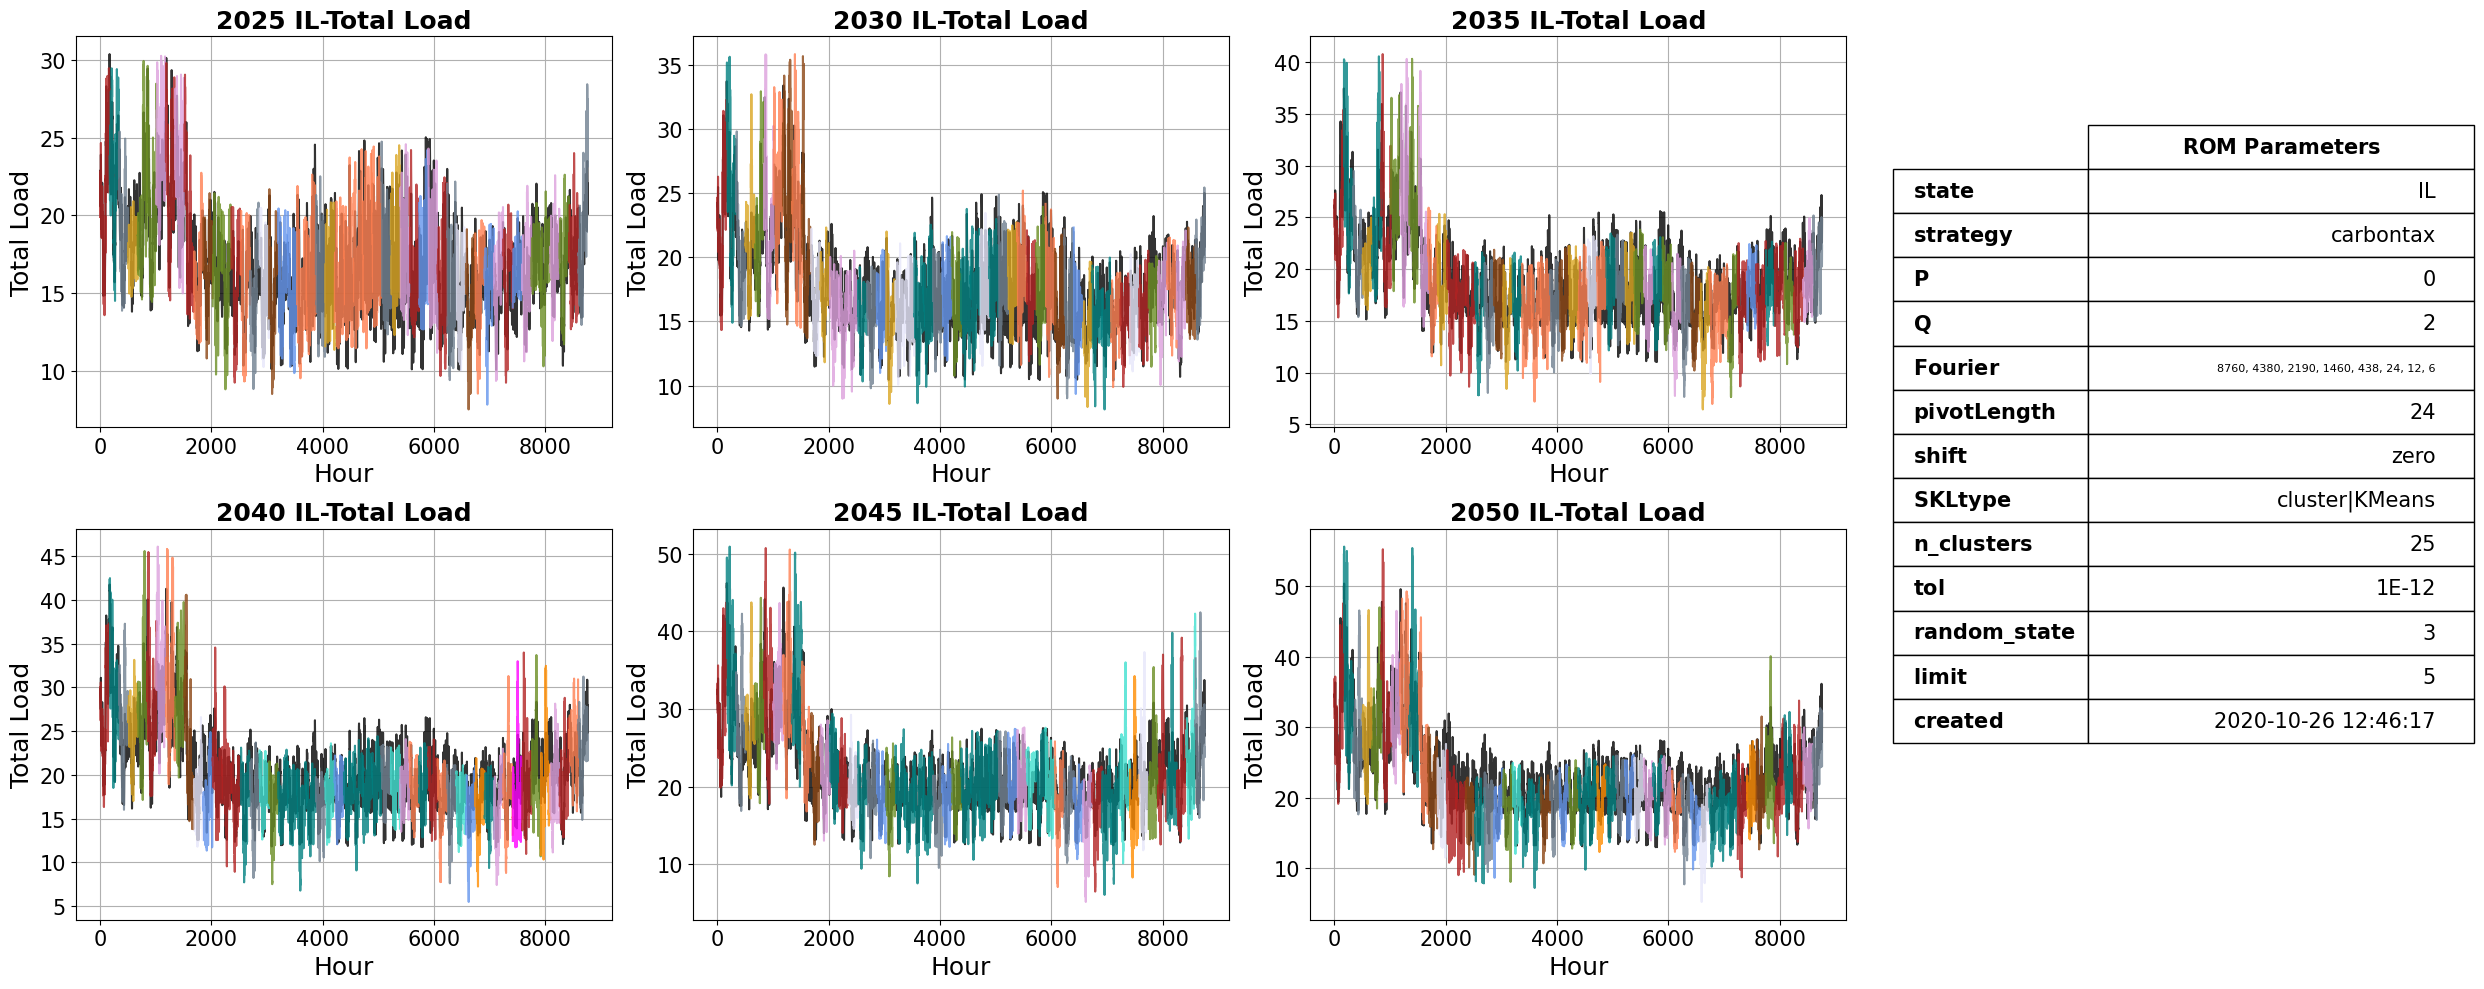 2025 IL-Total Load
30
25
20
15
10
Total Load
0 2000 4000 6000 8000
Hour
2030 IL-Total Load
35
30
25
20
15
10
Total Load
0 2000 4000 6000 8000
Hour
2035 IL-Total Load
40
35
30
25
20
15
10
5
Total Load
0 2000 4000 6000 8000
Hour
2040 IL-Total Load
45
40
35
30
25
20
15
10
5
Total Load
0 2000 4000 6000 8000
Hour
2045 IL-Total Load
50
40
30
20
10
Total Load
0 2000 4000 6000 8000
Hour
2050 IL-Total Load
50
40
30
20
10
Total Load
0 2000 4000 6000 8000
Hour
ROM Parameters
state IL
strategy carbontax
P 0
Q 2
Fourier 8760, 4380, 2190, 1460, 438, 24, 12, 6
pivotLength 24
shift zero
SKLtype cluster|KMeans
n_clusters 25
tol 1E-12
random_state 3
limit 5
created 2020-10-26 12:46:17